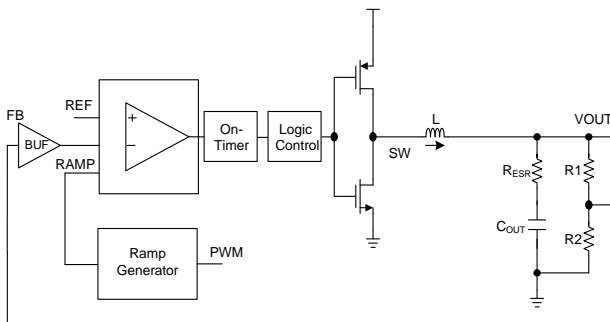 FB
BUF
REF
RAMP
+
−
On-
Timer
Logic
Control
Ramp
Generator
PWM
SW
L
VOUT
RESR
COUT
R1
R2